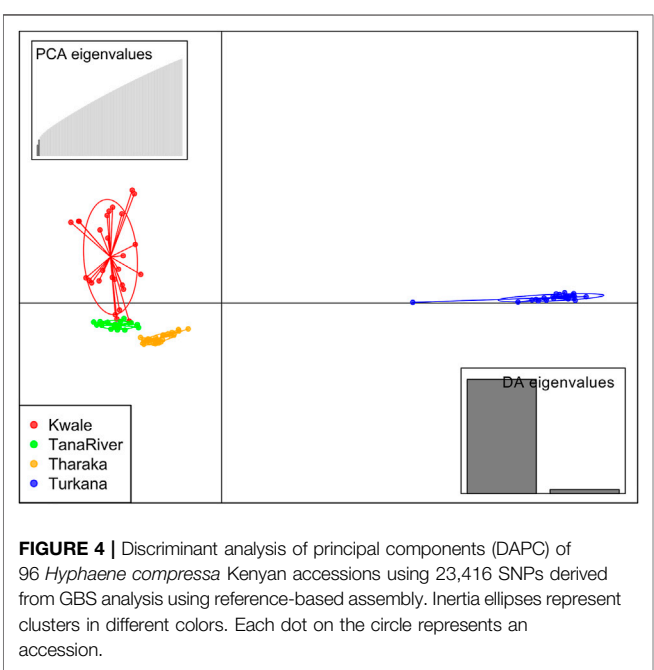 PCA eigenvalues
DA eigenvalues
Kwale
TanaRiver
Tharaka
Turkana
FIGURE 4 | Discriminant analysis of principal components (DAPC) of
96 Hyphaene compressa Kenyan accessions using 23,416 SNPs derived
from GBS analysis using reference-based assembly. Inertia ellipses represent
clusters in different colors. Each dot on the circle represents an
accession.